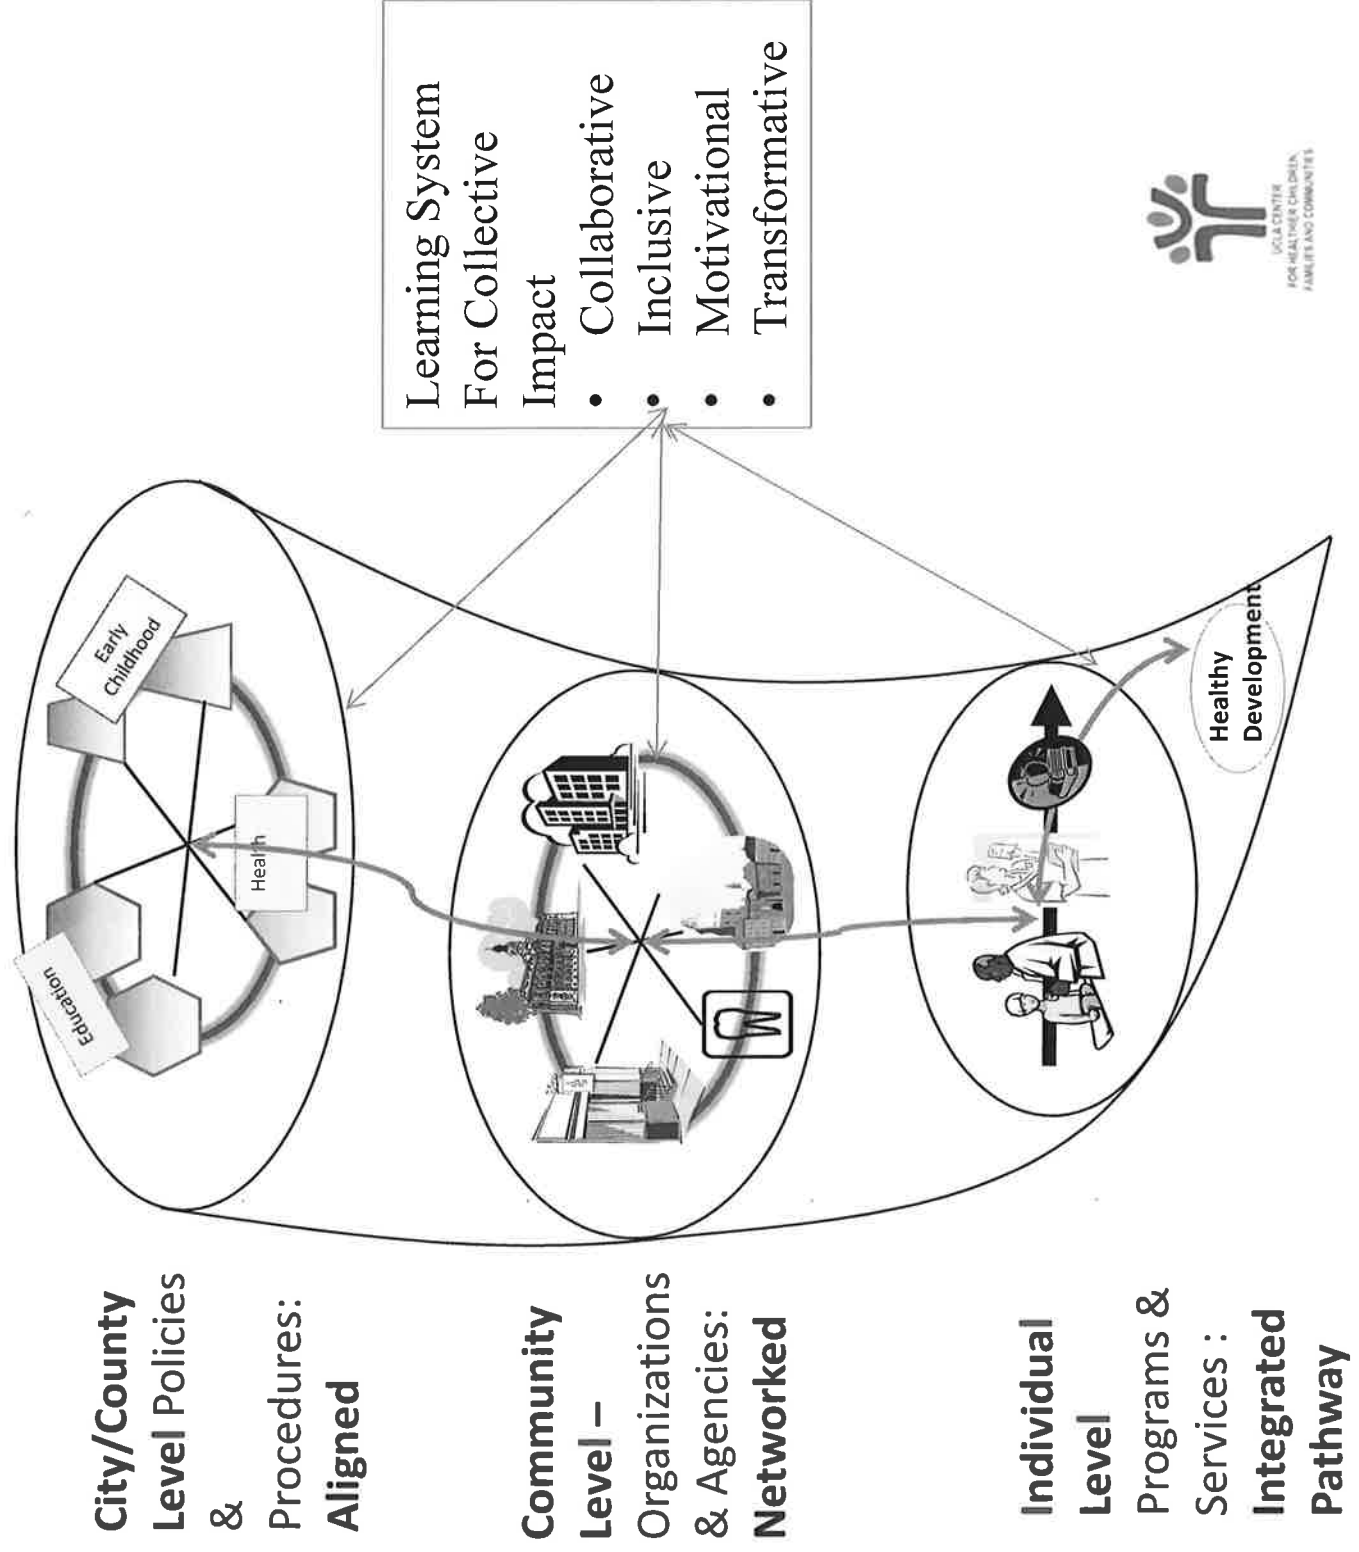 City/County
Level Policies
&
Procedures:
Aligned
Community
Level –
Organizations
& Agencies:
Networked
Individual
Level
Programs &
Services :
Integrated
Pathway
Education
Early
Childhood
Health
Healthy
Development
Learning System
For Collective
Impact
• Collaborative
• Inclusive
• Motivational
• Transformative
UCLA CENTER
FOR HEALTHIER CHILDREN,
FAMILIES AND COMMUNITIES